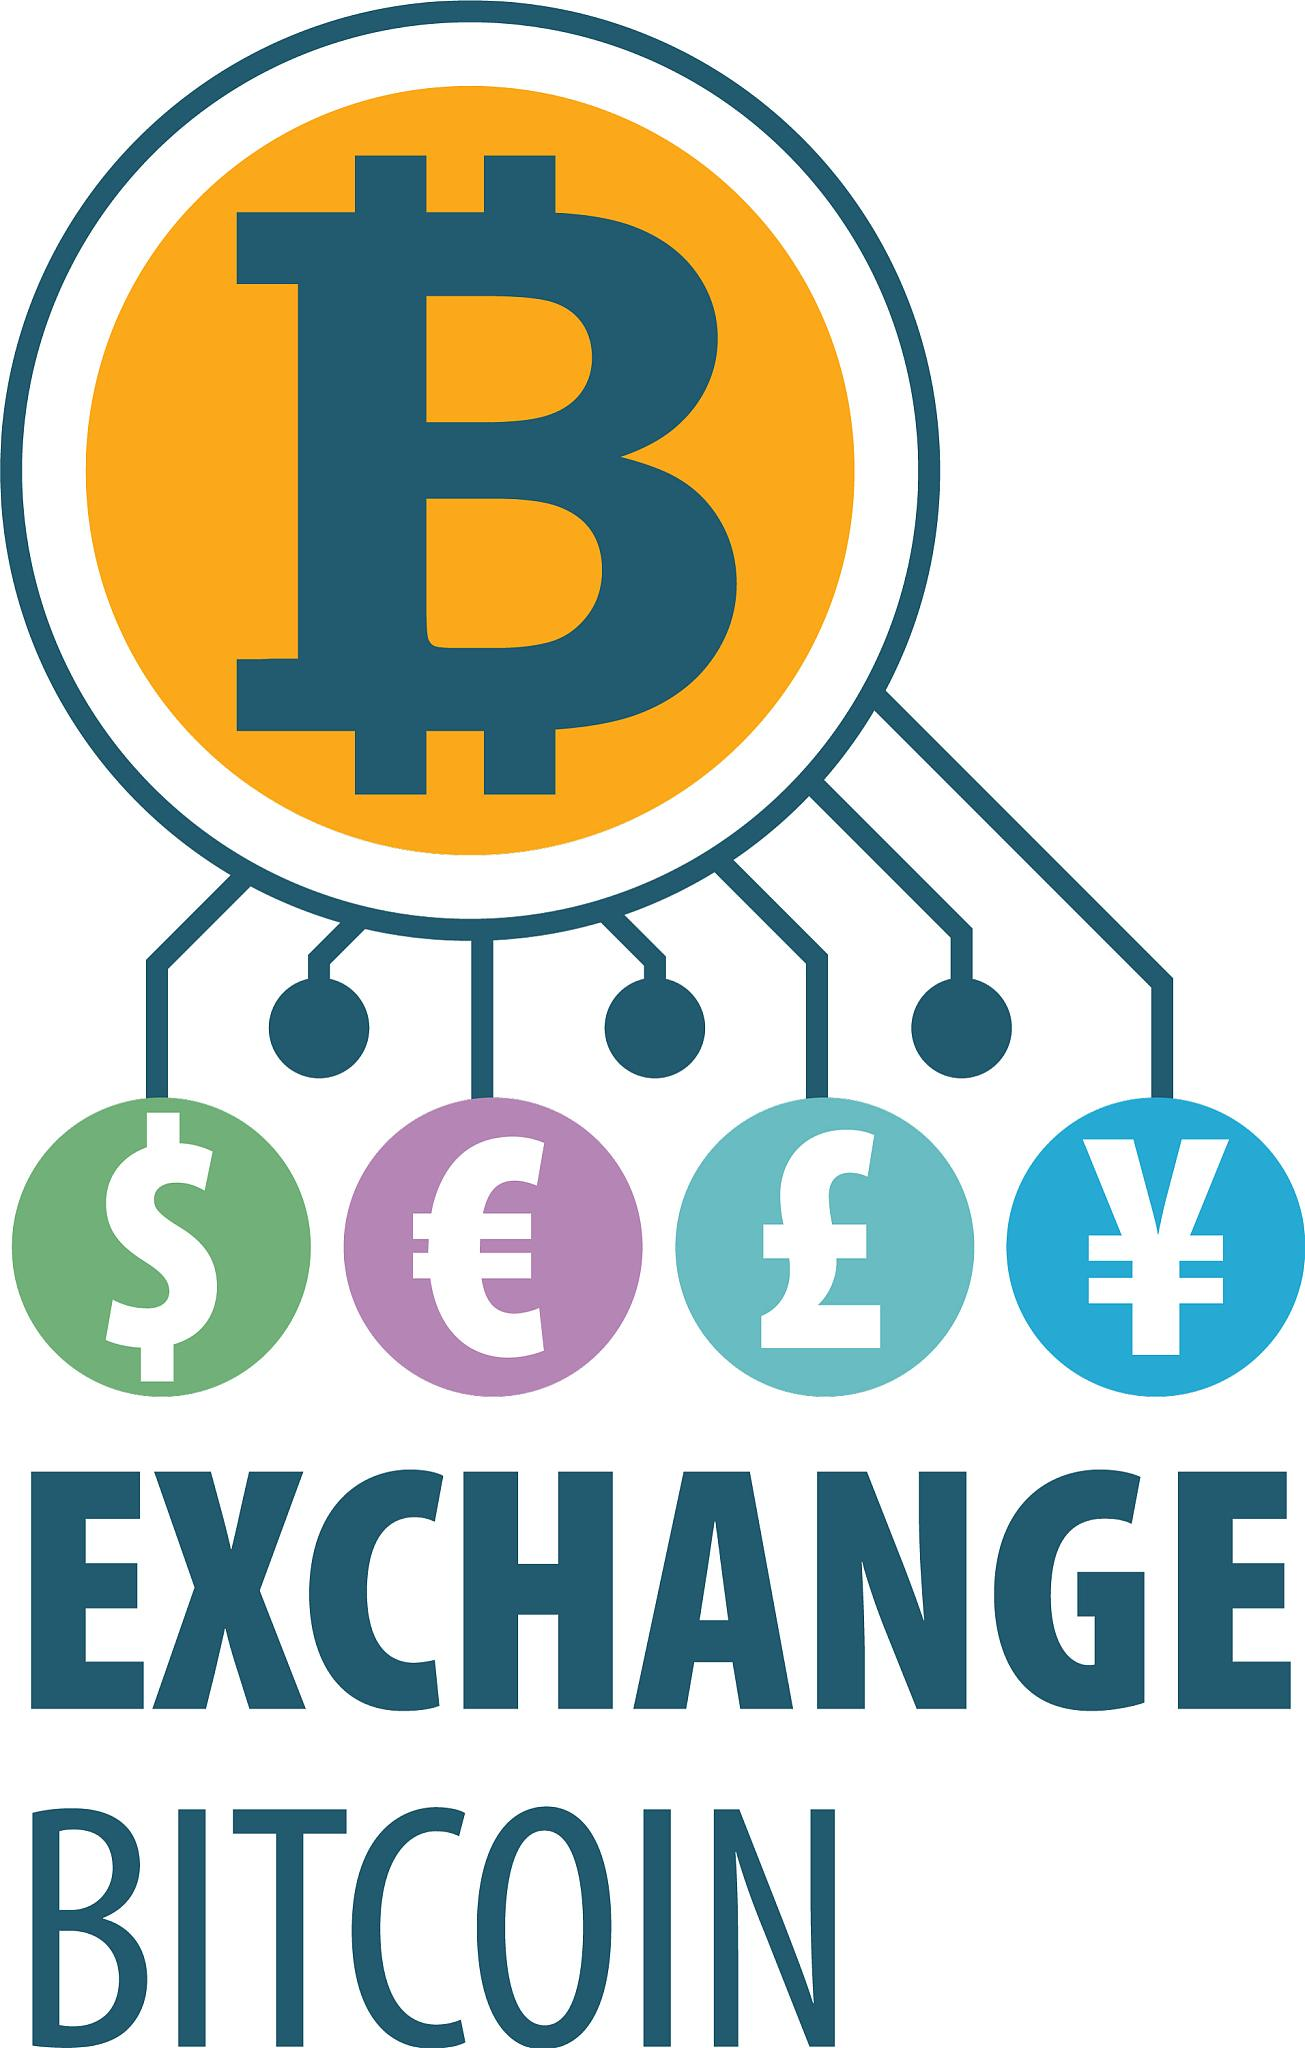 ₿
$ € £ ¥
EXCHANGE
BITCOIN